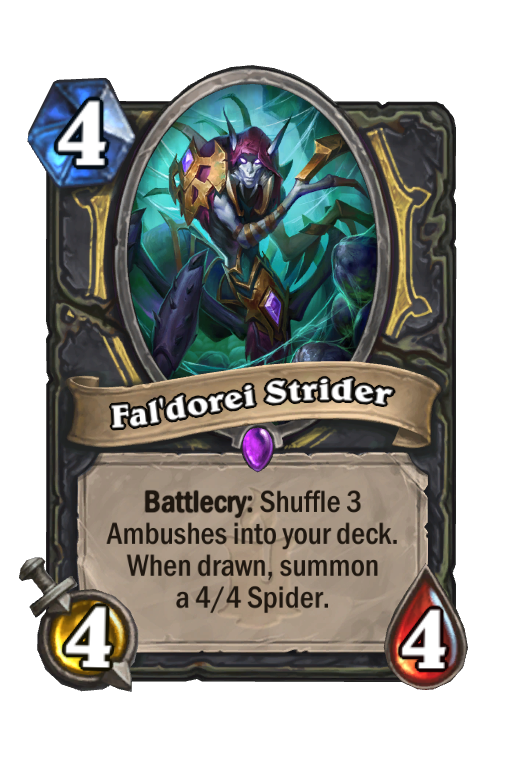 4
Fal'dorei Strider
Battlecry: Shuffle 3
Ambushes into your deck.
When drawn, summon
a 4/4 Spider.
4
4